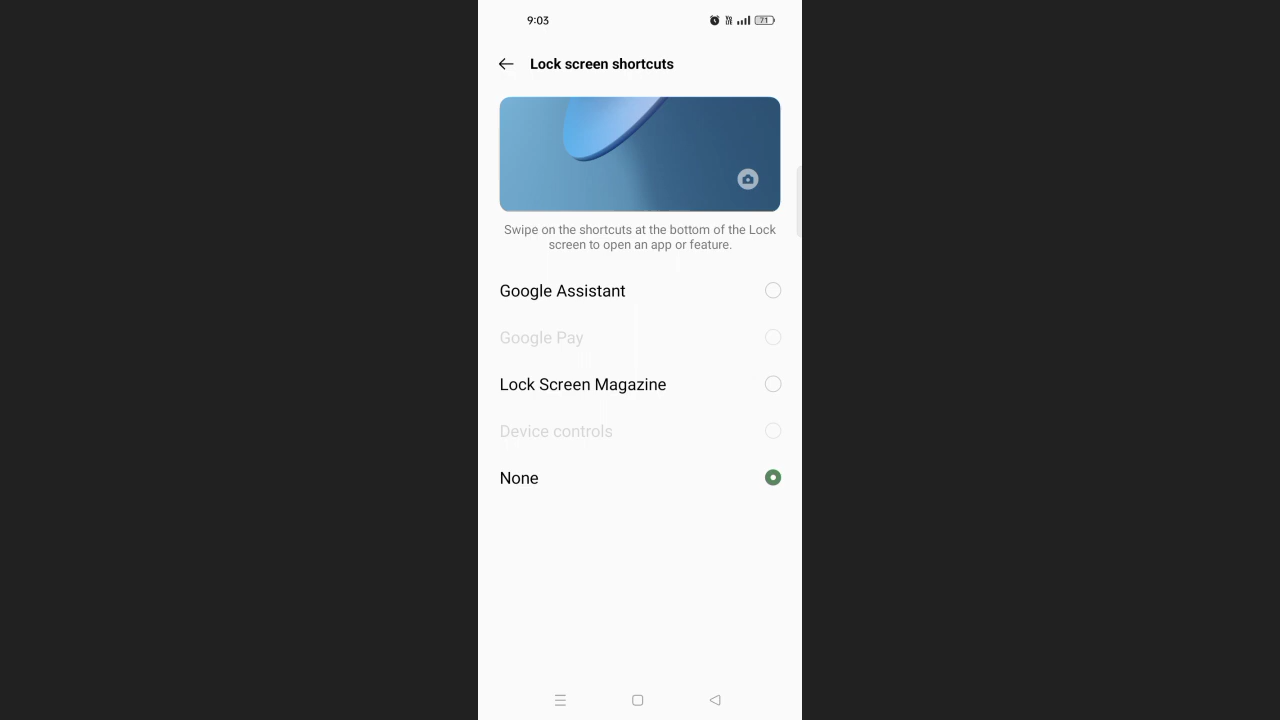 9:03
71
Lock screen shortcuts
Swipe on the shortcuts at the bottom of the Lock
screen to open an app or feature.
Google Assistant
Google Pay
Lock Screen Magazine
Device controls
None